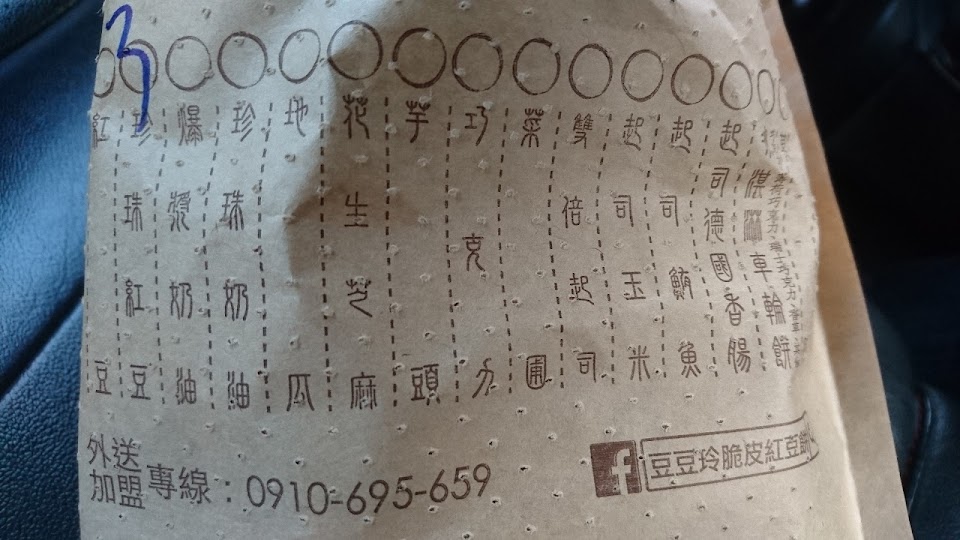 3
紅豆
珍珠紅豆
爆漿奶油
珍珠奶油
地瓜
花生芝麻
芋頭
巧克力
菜圃
雙倍起司
起司玉米
起司鮪魚
起司德國香腸
淇淋車輪餅
外送
加盟專線：0910-695-659
f 豆豆玲脆皮紅豆餅